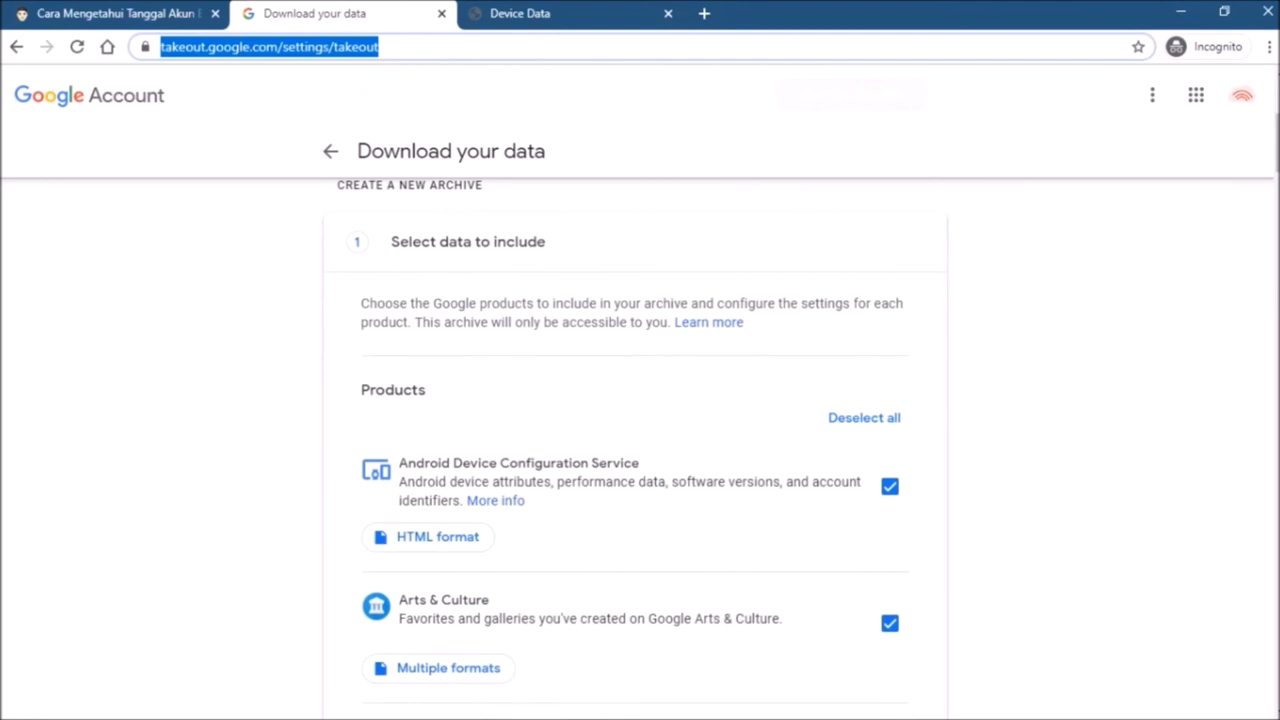 Cara Mengetahui Tanggal Akun
Download your data
Device Data
takeout.google.com/settings/takeout
Incognito
Google Account
Download your data
CREATE A NEW ARCHIVE
1
Select data to include
Choose the Google products to include in your archive and configure the settings for each
product. This archive will only be accessible to you. Learn more
Products
Deselect all
Android Device Configuration Service
Android device attributes, performance data, software versions, and account
identifiers. More info
HTML format
Arts & Culture
Favorites and galleries you've created on Google Arts & Culture.
Multiple formats